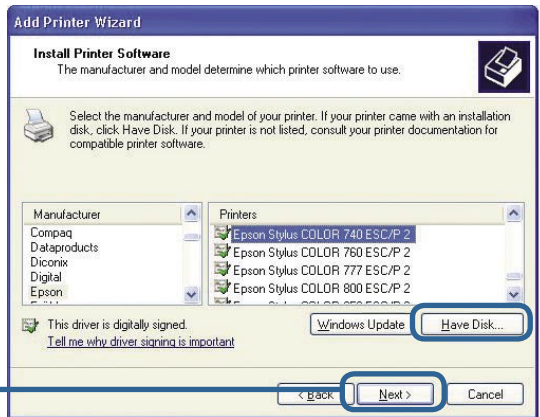 Add Printer Wizard
Install Printer Software
The manufacturer and model determine which printer software to use.
Select the manufacturer and model of your printer. If your printer came with an installation
disk, click Have Disk. If your printer is not listed, consult your printer documentation for
compatible printer software.
Manufacturer
Compaq
Dataproducts
Diconix
Digital
Epson
Printers
Epson Stylus COLOR 740 ESC/P 2
Epson Stylus COLOR 760 ESC/P 2
Epson Stylus COLOR 777 ESC/P 2
Epson Stylus COLOR 800 ESC/P 2
This driver is digitally signed.
Tell me why driver signing is important
Windows Update
Have Disk...
< Back
Next >
Cancel